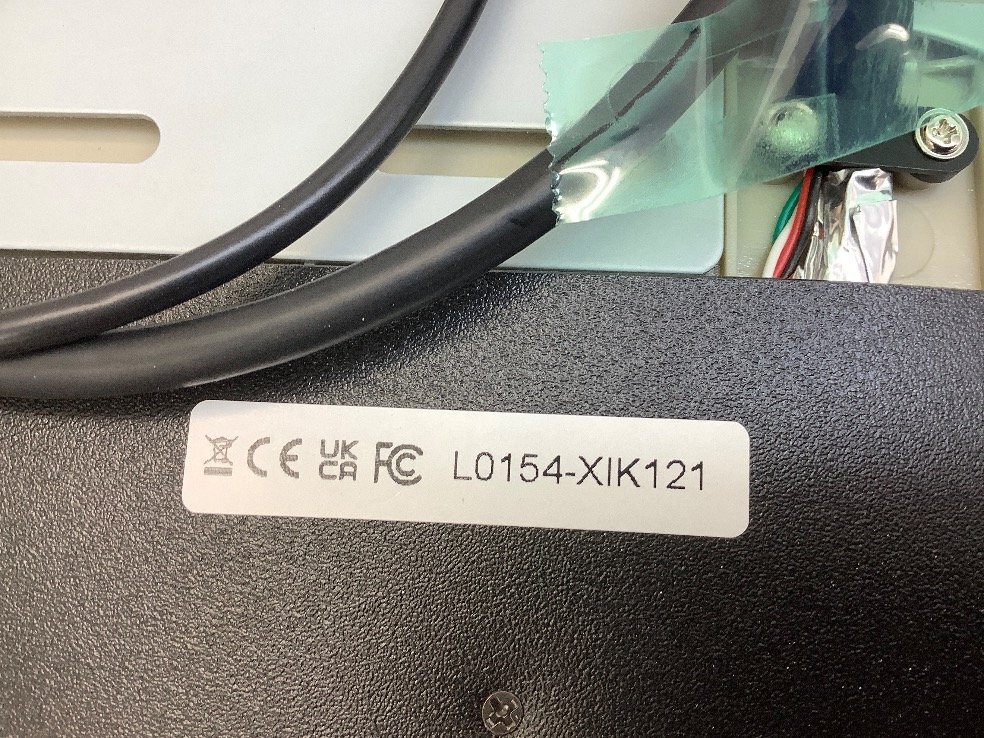 CE UK CA FC L0154-XIK121